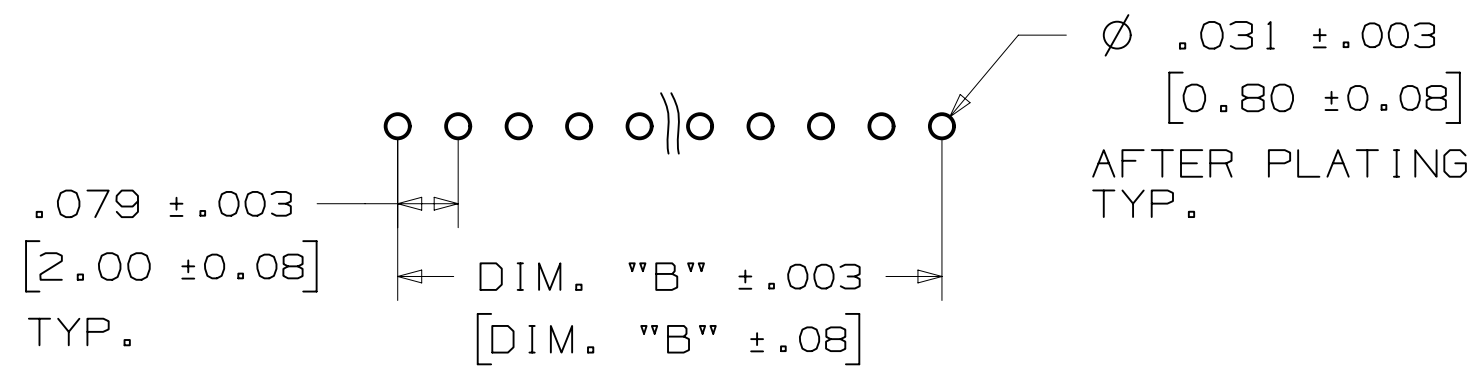 Ø .031 ±.003
[0.80 ±0.08]
AFTER PLATING
TYP.
.079 ±.003
[2.00 ±0.08]
TYP.
DIM. "B" ±.003
[DIM. "B" ±.08]